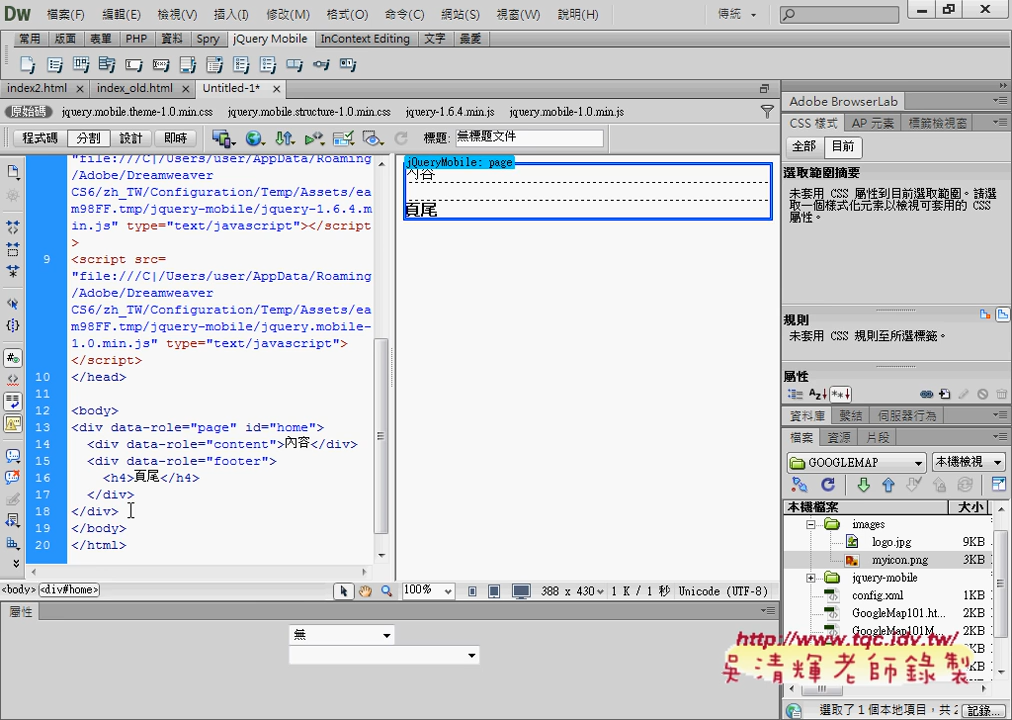 Dw 檔案(F) 編輯(E) 檢視(V) 插入(I) 修改(M) 格式(O) 命令(C) 網站(S) 視窗(W) 說明(H) 傳統
常用 版面 表單 PHP 資料 Spry jQuery Mobile InContext Editing 文字 最愛
index2.html × index_old.html × Untitled-1* ×
原始碼 jquery.mobile.theme-1.0.min.css jquery.mobile.structure-1.0.min.css jquery-1.6.4.min.js jquery.mobile-1.0.min.js
程式碼 分割 設計 即時 標題: 無標題文件
"file:///C|/Users/user/AppData/Roaming
/Adobe/Dreamweaver
CS6/zh_TW/Configuration/Temp/Assets/e
am98FF.tmp/jquery-mobile/jquery-1.6.4.m
in.js" type="text/javascript"></script
>
9 <script src=
"file:///C|/Users/user/AppData/Roaming
/Adobe/Dreamweaver
CS6/zh_TW/Configuration/Temp/Assets/ea
m98FF.tmp/jquery-mobile/jquery.mobile-
1.0.min.js" type="text/javascript">
</script>
10 </head>
11
12 <body>
13 <div data-role="page" id="home">
14 <div data-role="content">內容</div>
15 <div data-role="footer">
16 <h4>頁尾</h4>
17 </div>
18 </div>
19 </body>
20 </html>
jQueryMobile: page
內容
頁尾
<body> <div#home> 100% 388 x 430 1 K / 1 秒 Unicode (UTF-8)
屬性
無
Adobe BrowserLab
CSS 樣式 AP 元素 標籤檢視窗
全部 目前
選取範圍摘要
未套用 CSS 屬性到目前選取範圍。請選
取一個樣式化元素以檢視可套用的 CSS
屬性。
規則
未套用 CSS 規則至所選標籤。
屬性
資料庫 繫結 伺服器行為
檔案 資源 片段
GOOGLEMAP 本機檢視
本機檔案 大小
images
logo.jpg 9KB
myicon.png 3KB
jquery-mobile
config.xml 1KB
GoogleMap101.ht... 2KB
GoogleMap101M... 2KB
http://www.tqc.idv.tw/
吳清輝老師錄製
選取了 1 個本地項目，共 2 記錄...